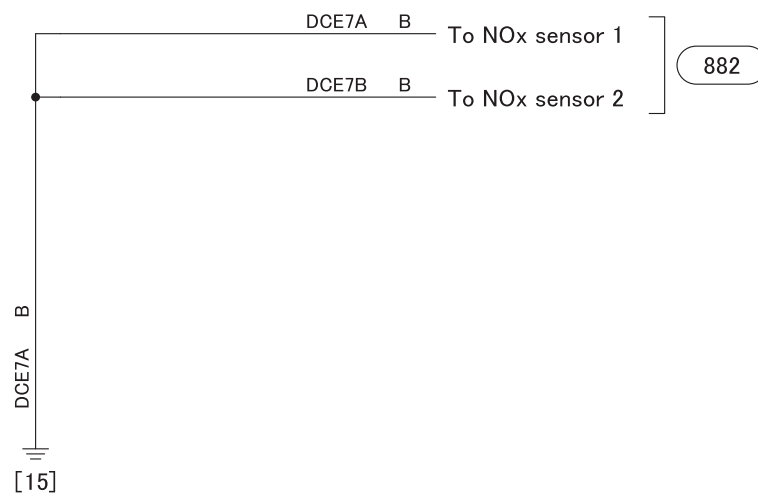 DCE7A B To NOx sensor 1
882
DCE7B B To NOx sensor 2
DCE7A B
[15]